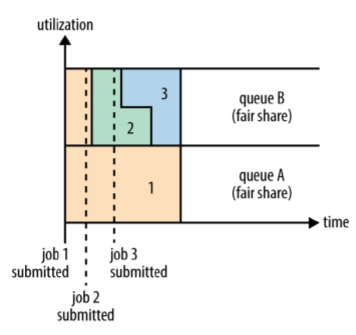 utilization
3
queue B
(fair share)
2
1
queue A
(fair share)
time
job 1
submitted
job 3
submitted
job 2
submitted